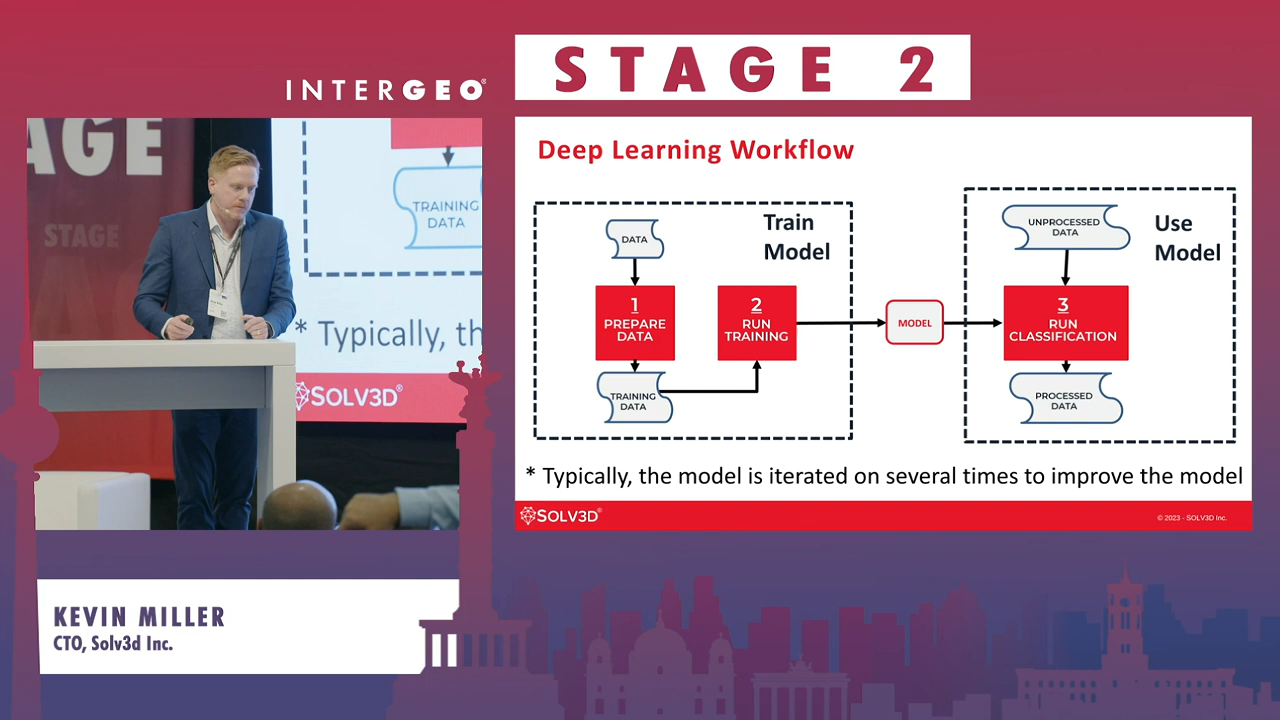 STAGE 2
INTERGEO®
AGE
STAGE
TRAINING
DATA
* Typically, th
SOLV3D®
Deep Learning Workflow
Train
Model
DATA
1
PREPARE
DATA
2
RUN
TRAINING
TRAINING
DATA
MODEL
Use
Model
UNPROCESSED
DATA
3
RUN
CLASSIFICATION
PROCESSED
DATA
* Typically, the model is iterated on several times to improve the model
SOLV3D®
© 2023 - SOLV3D Inc.
KEVIN MILLER
CTO, Solv3d Inc.